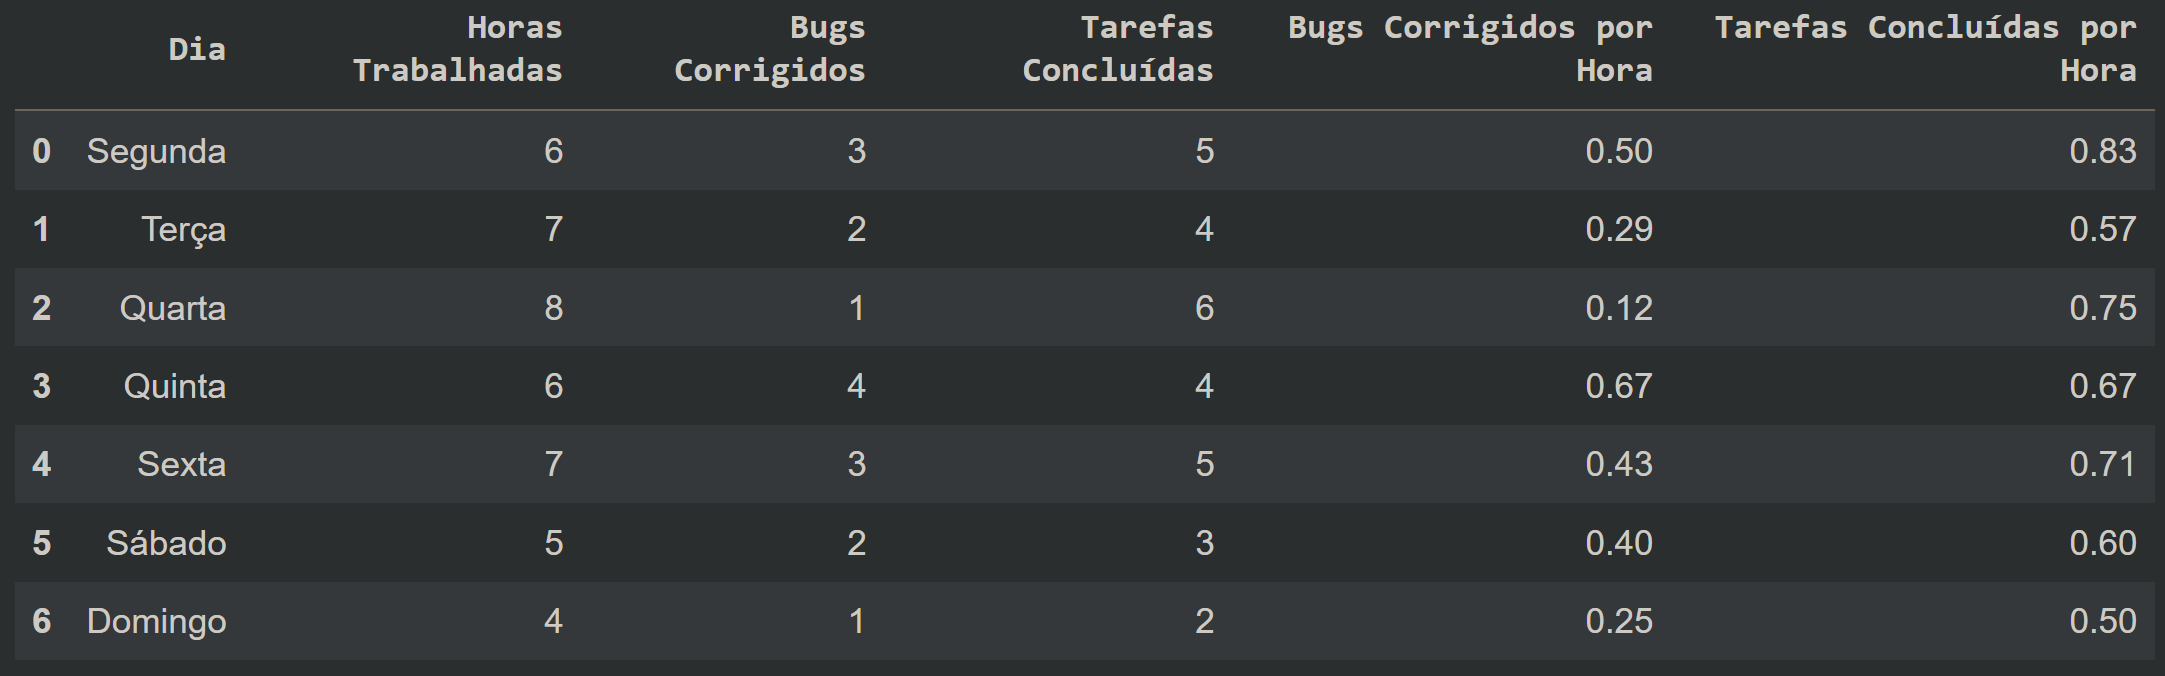 Dia Horas Trabalhadas Bugs Corrigidos Tarefas Concluídas Bugs Corrigidos por Hora Tarefas Concluídas por Hora
0 Segunda 6 3 5 0.50 0.83
1 Terça 7 2 4 0.29 0.57
2 Quarta 8 1 6 0.12 0.75
3 Quinta 6 4 4 0.67 0.67
4 Sexta 7 3 5 0.43 0.71
5 Sábado 5 2 3 0.40 0.60
6 Domingo 4 1 2 0.25 0.50